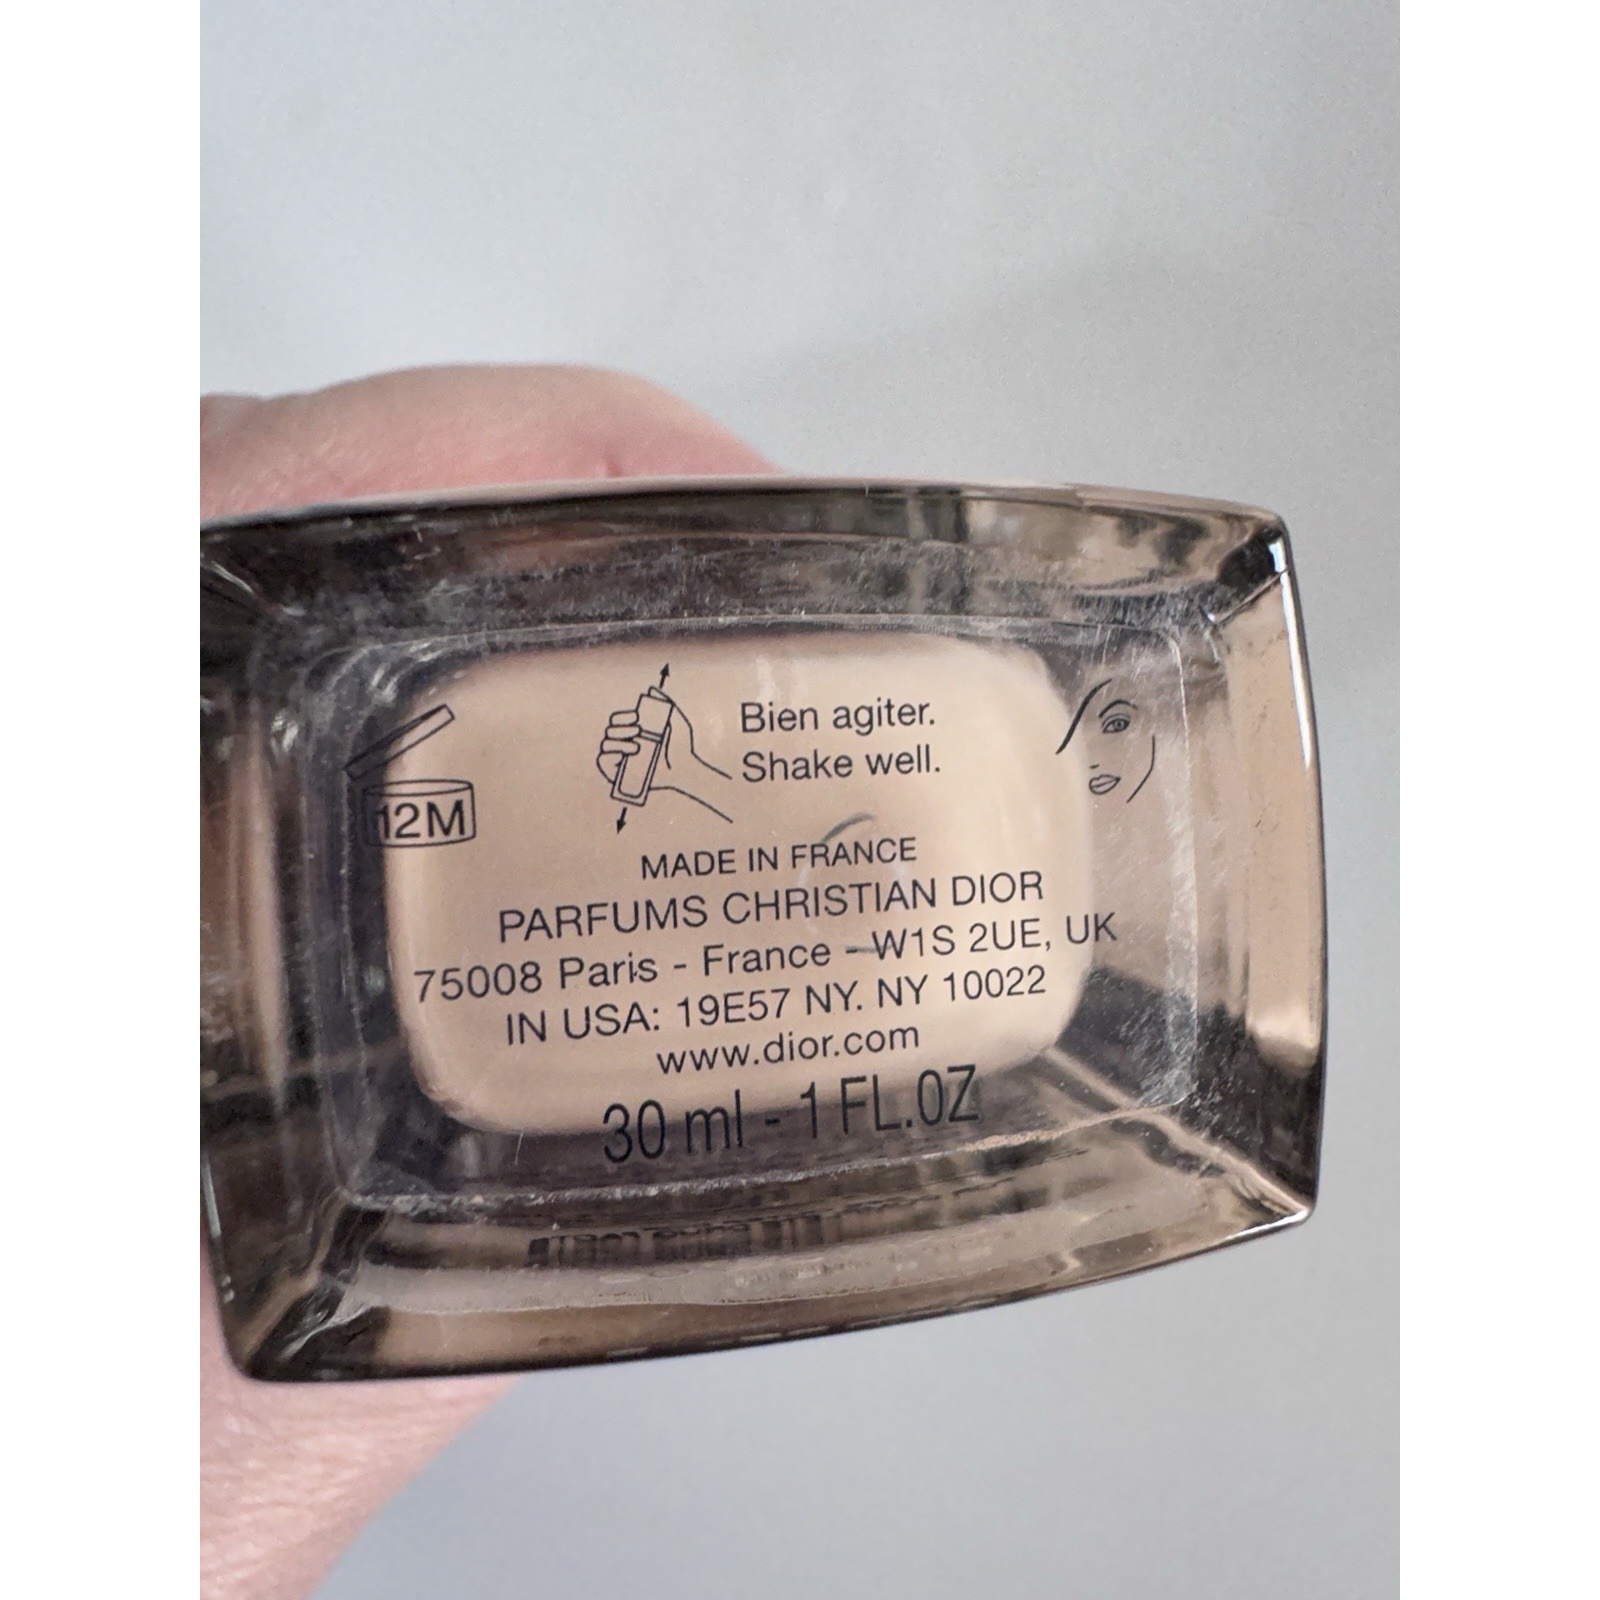 Bien agiter.
Shake well.
12M
MADE IN FRANCE
PARFUMS CHRISTIAN DIOR
75008 Paris - France - W1S 2UE, UK
IN USA: 19E57 NY. NY 10022
www.dior.com
30 ml - 1 FL.OZ